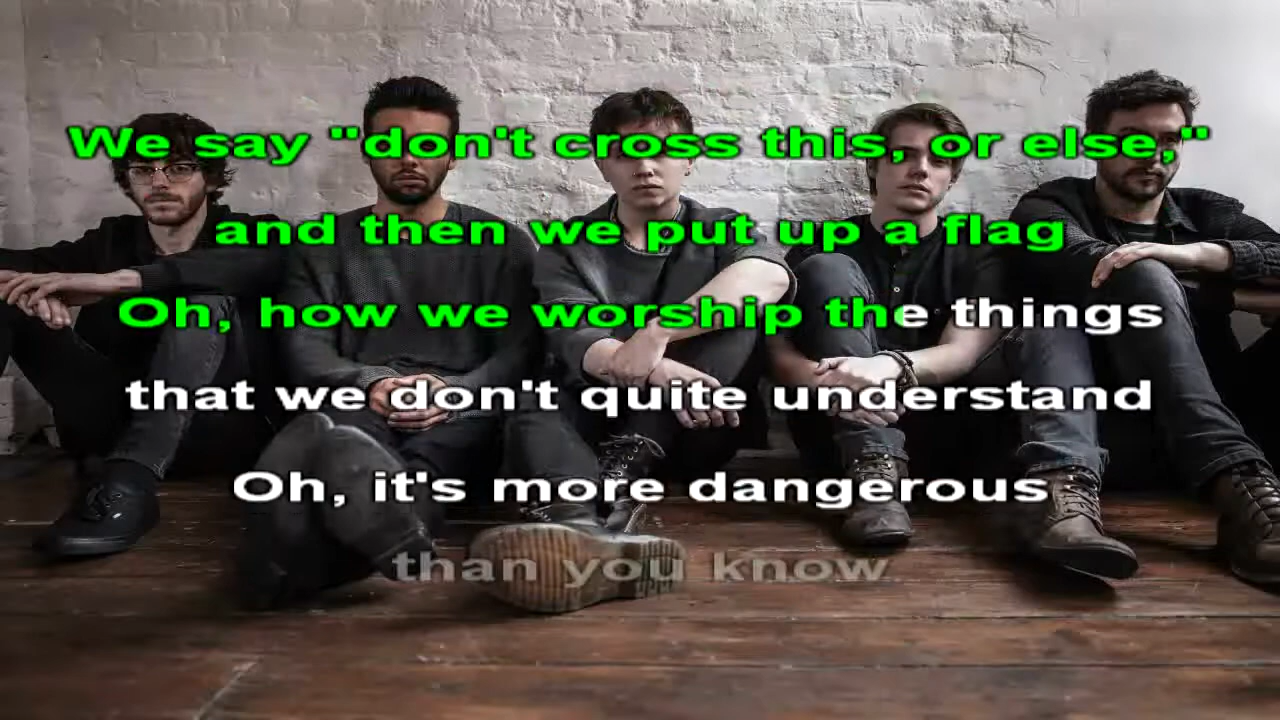 We say "don't cross this, or else,"
and then we put up a flag
Oh, how we worship the things
that we don't quite understand
Oh, it's more dangerous
than you know